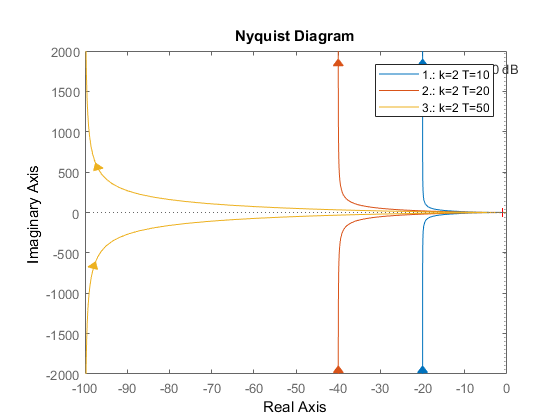 Nyquist Diagram
2000
1500
1000
500
0
-500
-1000
-1500
-2000
Imaginary Axis
0 dB
1.: k=2 T=10
2.: k=2 T=20
3.: k=2 T=50
-100 -90 -80 -70 -60 -50 -40 -30 -20 -10 0
Real Axis